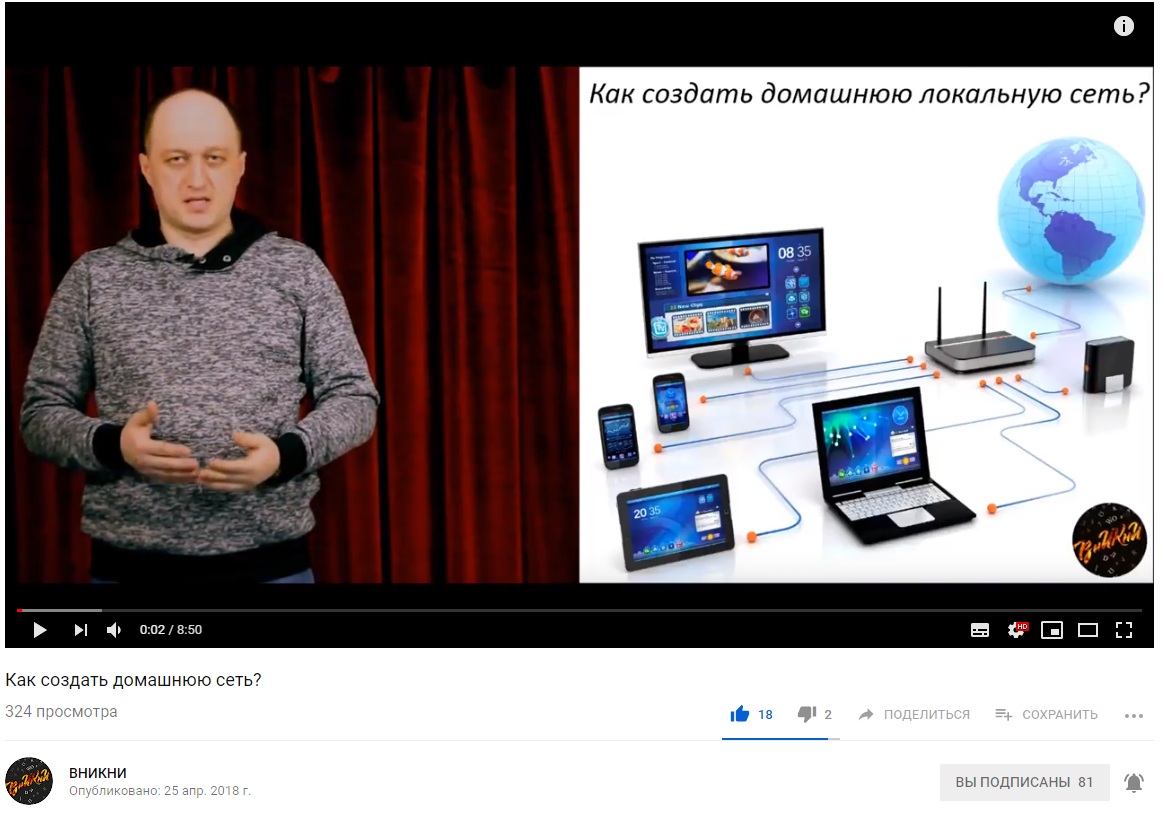 Как создать домашнюю локальную сеть?
08 35
20 35
ВНИКНИ
HD
0:02 / 8:50
Как создать домашнюю сеть?
324 просмотра
18
2
ПОДЕЛИТЬСЯ
СОХРАНИТЬ
ВНИКНИ
ВНИКНИ
Опубликовано: 25 апр. 2018 г.
ВЫ ПОДПИСАНЫ 81